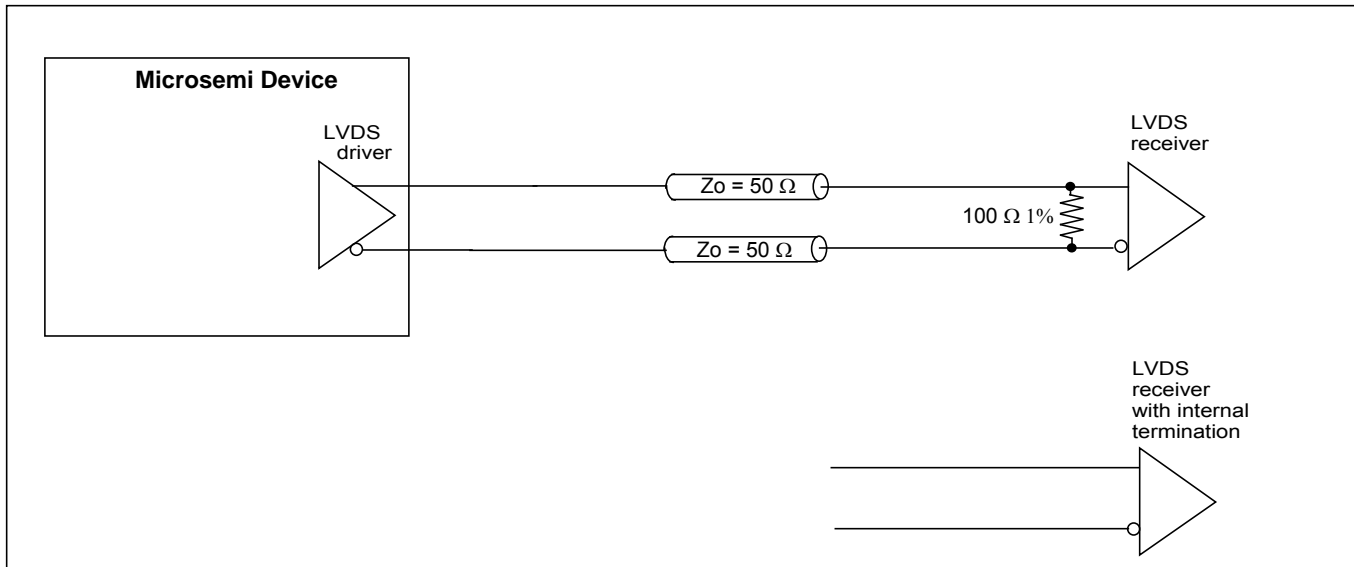 Microsemi Device
LVDS
driver
Zo = 50 Ω
Zo = 50 Ω
100 Ω 1%
LVDS
receiver
LVDS
receiver
with internal
termination